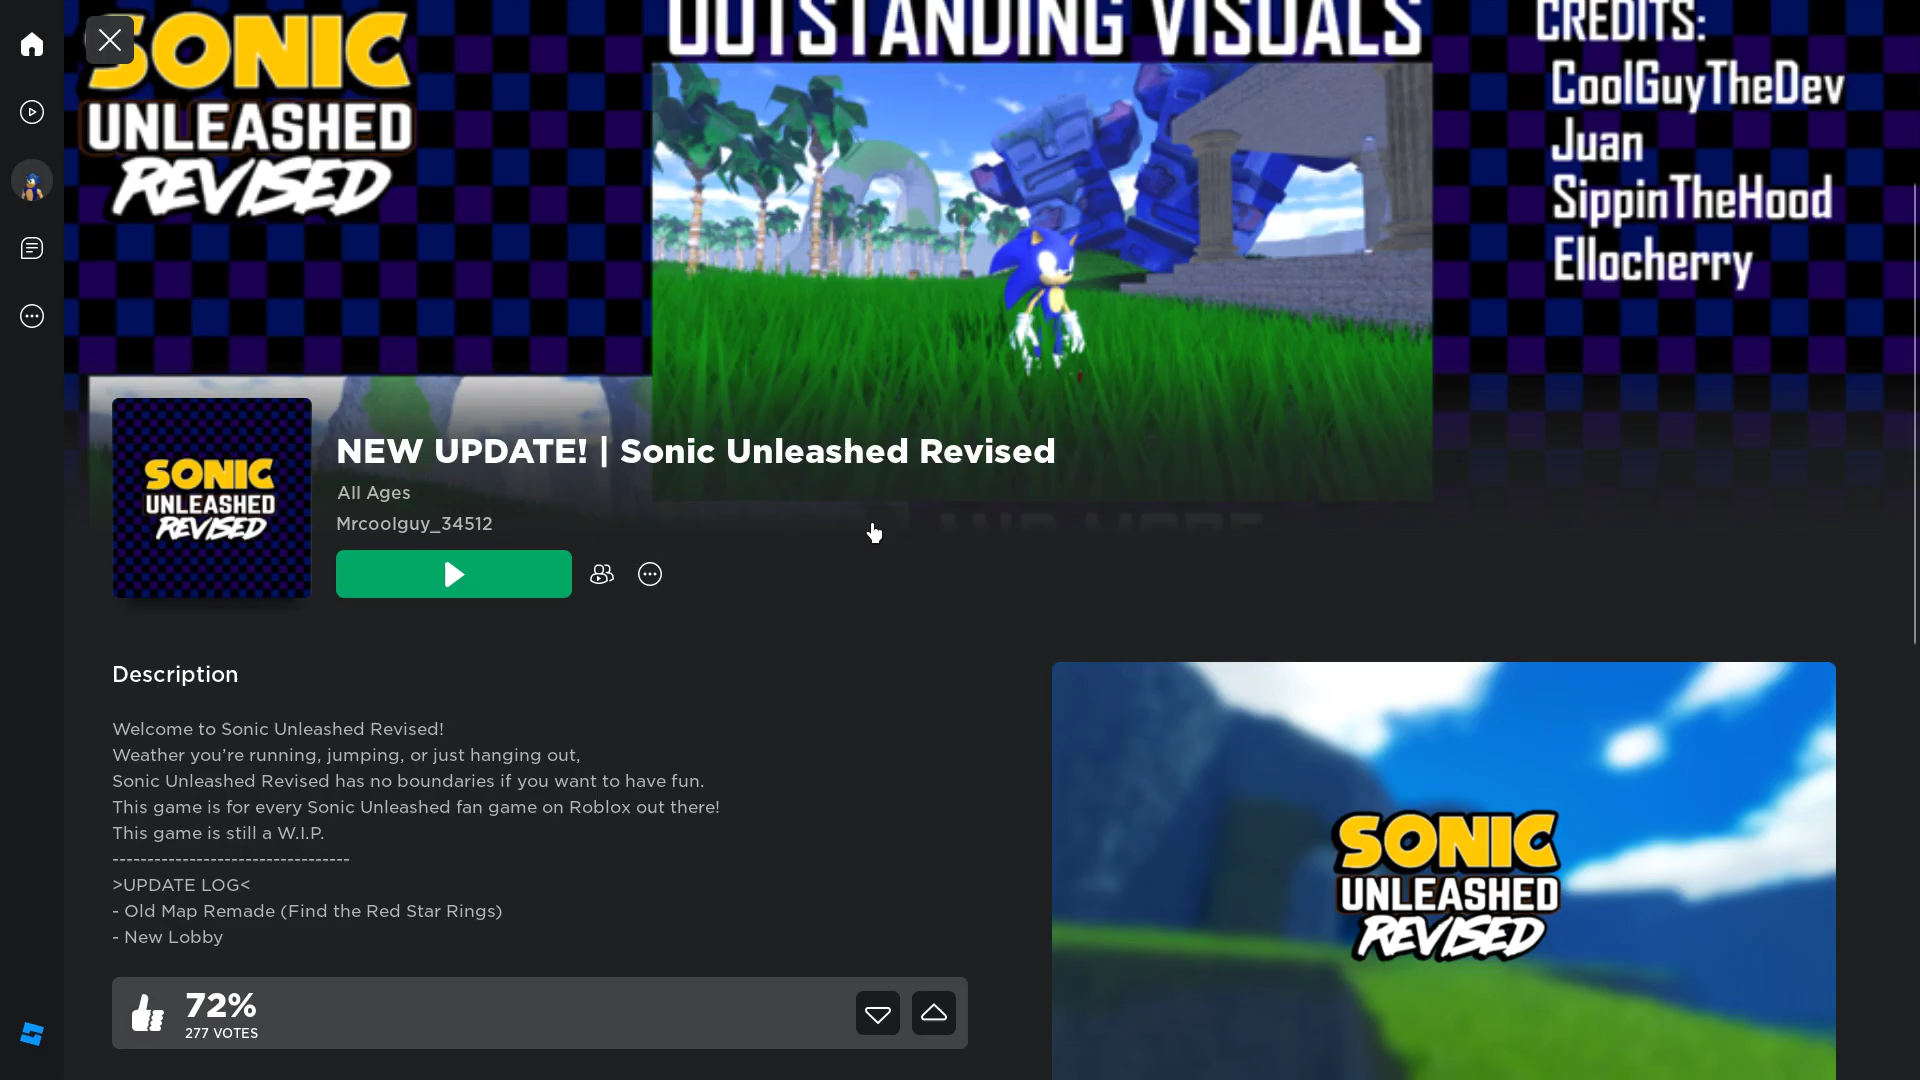 SONIC
UNLEASHED
REVISED
OUTSTANDING VISUALS
CREDITS:
CoolGuyTheDev
Juan
SippinTheHood
Ellocherry
SONIC
UNLEASHED
REVISED
NEW UPDATE! | Sonic Unleashed Revised
All Ages
Mrcoolguy_34512
AND MORE
Description
Welcome to Sonic Unleashed Revised!
Weather you’re running, jumping, or just hanging out,
Sonic Unleashed Revised has no boundaries if you want to have fun.
This game is for every Sonic Unleashed fan game on Roblox out there!
This game is still a W.I.P.
----------------------------------
>UPDATE LOG<
- Old Map Remade (Find the Red Star Rings)
- New Lobby
72%
277 VOTES
SONIC
UNLEASHED
REVISED